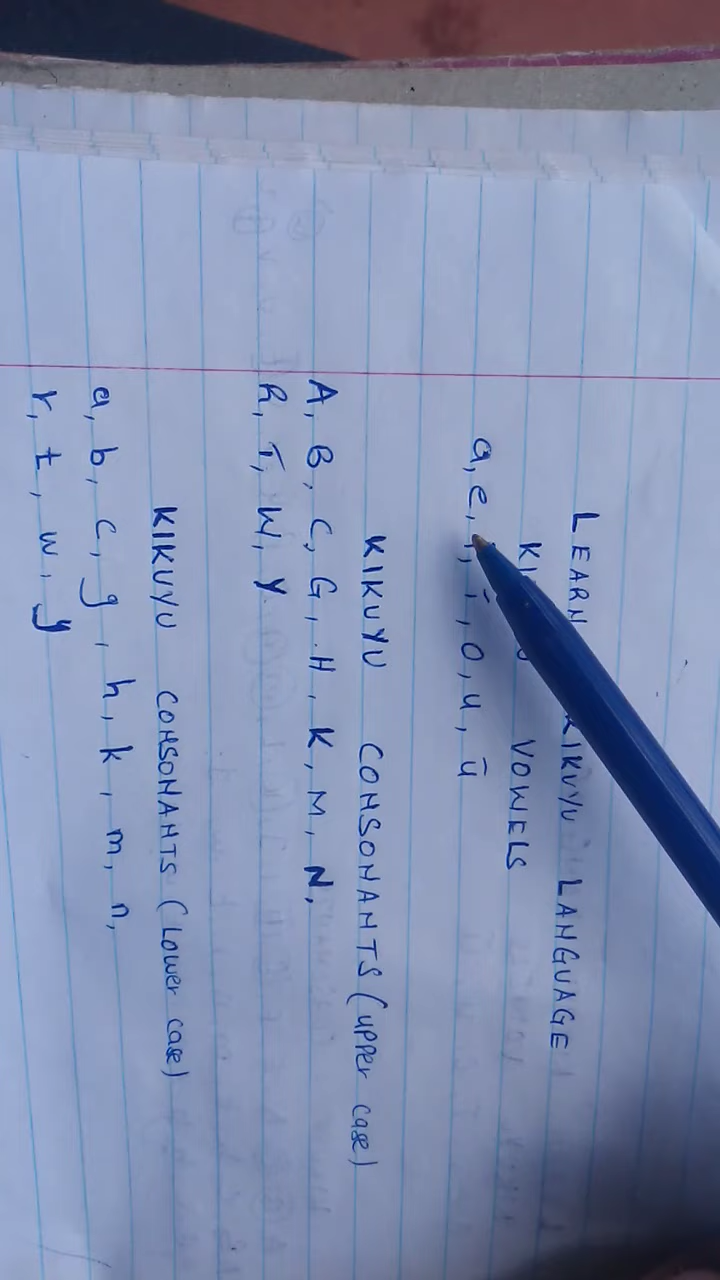 LEARN KIKUYU LANGUAGE
VOWELS
a, e, i, ī, o, u, ū
KIKUYU CONSONANTS (upper case)
A, B, C, G, H, K, M, N,
R, T, W, Y
KIKUYU CONSONANTS (Lower case)
a, b, c, g, h, k, m, n,
r, t, w, y